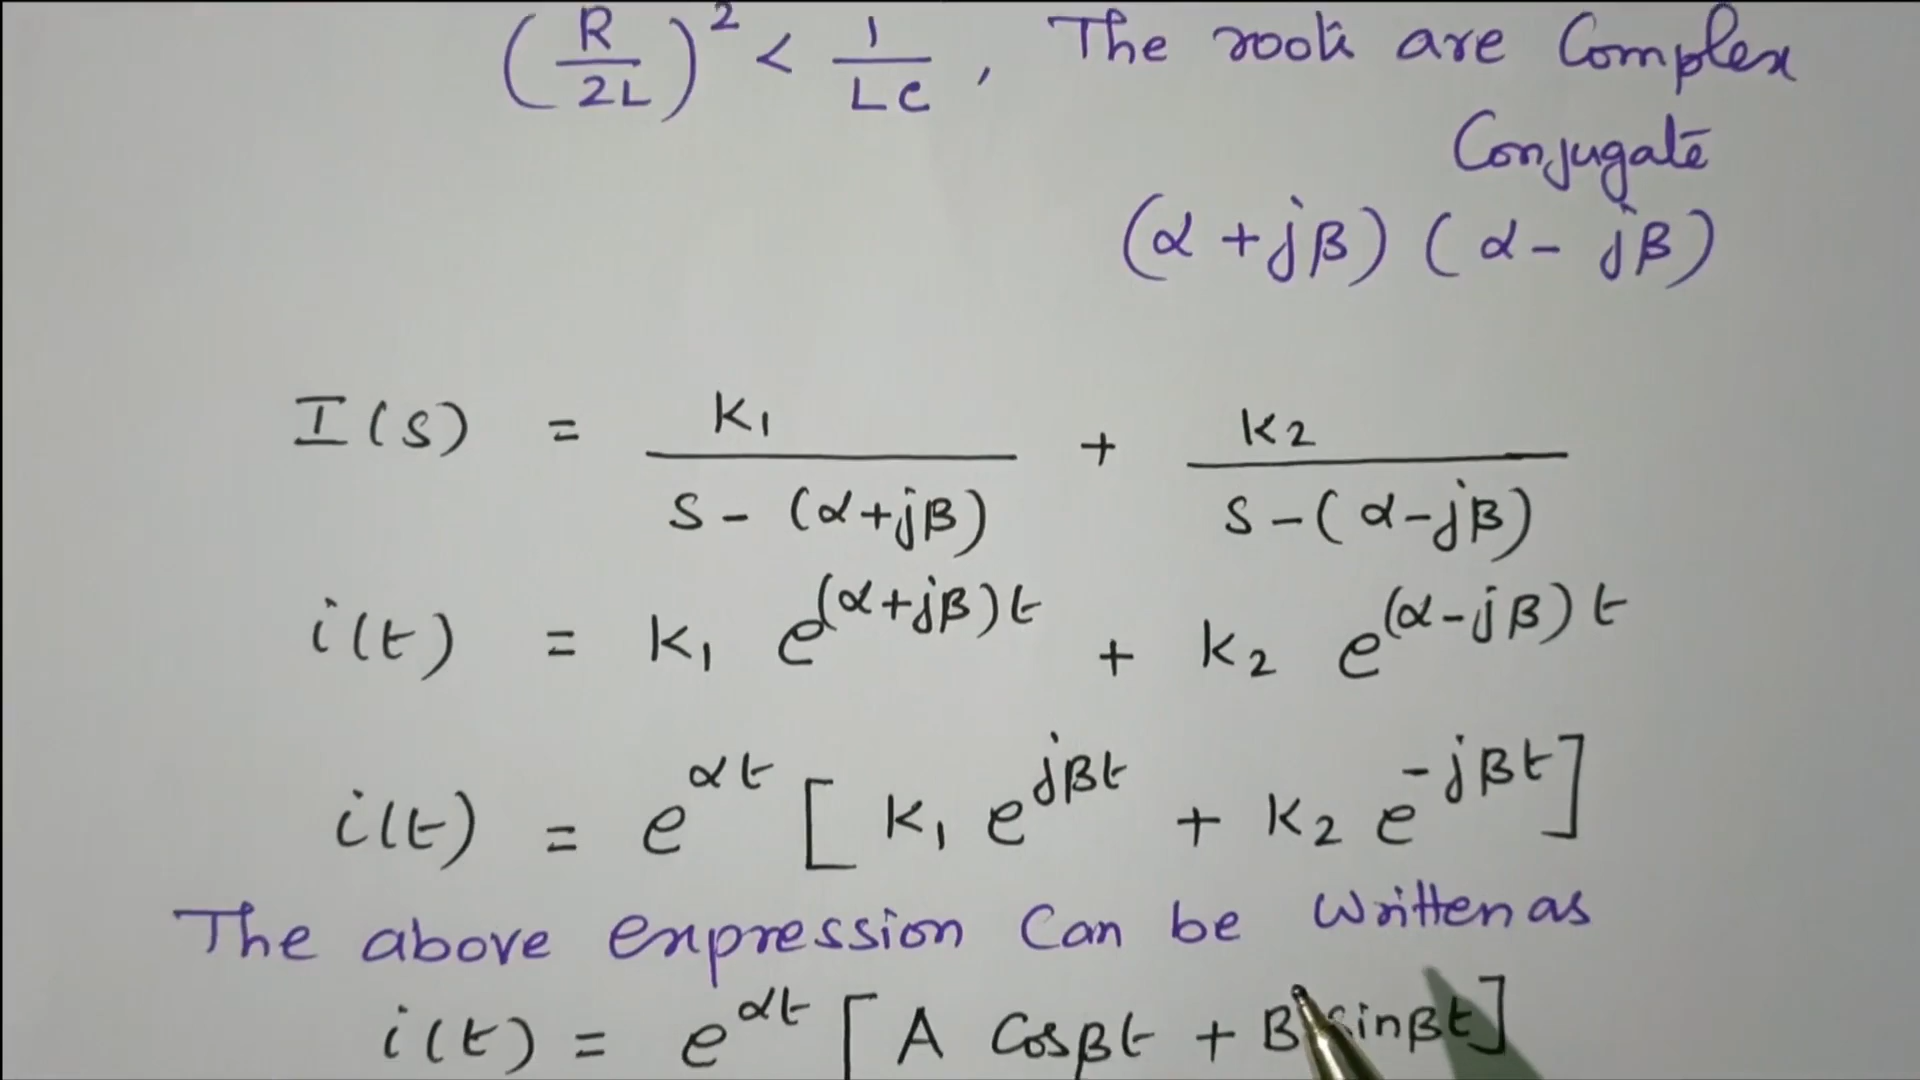 (R/2L)² < 1/LC, The roots are Complex
Conjugate
(α + jβ) (α - jβ)
I(s) = K₁/(s - (α+jβ)) + K₂/(s - (α-jβ))
i(t) = K₁ e^(α+jβ)t + K₂ e^(α-jβ)t
i(t) = e^αt [K₁ e^jβt + K₂ e^-jβt]
The above expression Can be Written as
i(t) = e^αt [A Cosβt + B sinβt]